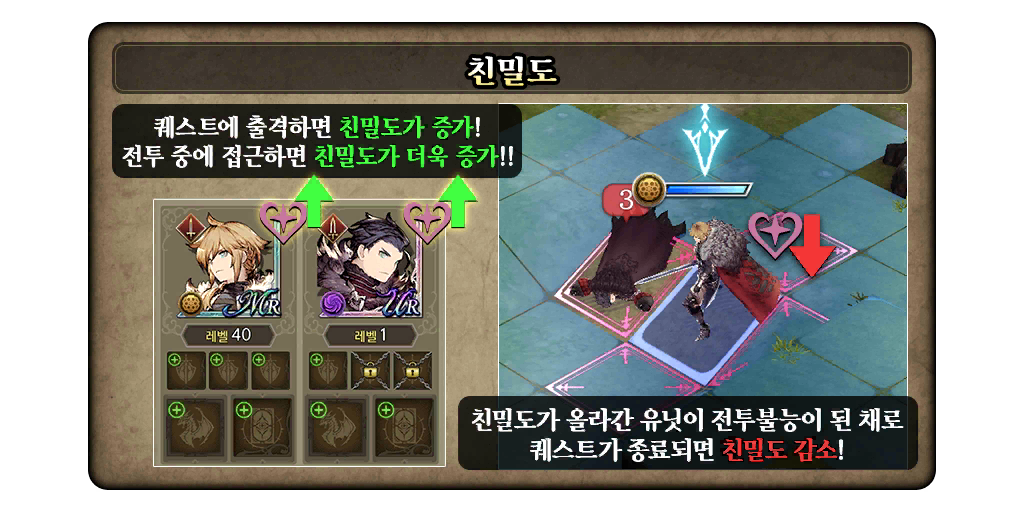 친밀도
퀘스트에 출격하면 친밀도가 증가!
전투 중에 접근하면 친밀도가 더욱 증가!!
3
MR
UR
레벨 40
레벨 1
친밀도가 올라간 유닛이 전투불능이 된 채로
퀘스트가 종료되면 친밀도 감소!